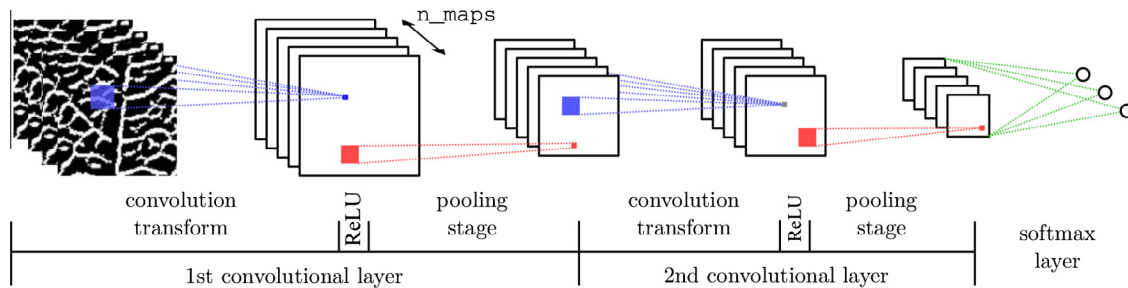 n_maps
convolution
transform
ReLU
pooling
stage
convolution
transform
ReLU
pooling
stage
softmax
layer
1st convolutional layer
2nd convolutional layer